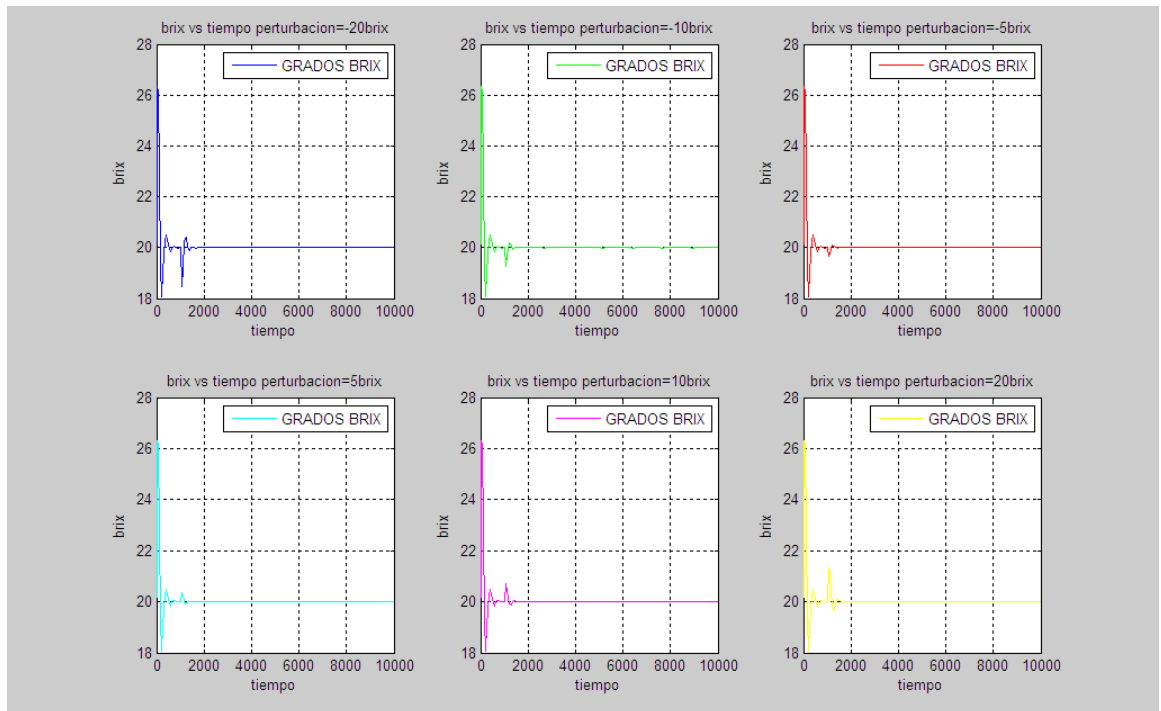 brix vs tiempo perturbacion=-20brix
28
GRADOS BRIX
26
24
brix
22
20
18
0 2000 4000 6000 8000 10000
tiempo
brix vs tiempo perturbacion=-10brix
28
GRADOS BRIX
26
24
brix
22
20
18
0 2000 4000 6000 8000 10000
tiempo
brix vs tiempo perturbacion=-5brix
28
GRADOS BRIX
26
24
brix
22
20
18
0 2000 4000 6000 8000 10000
tiempo
brix vs tiempo perturbacion=5brix
28
GRADOS BRIX
26
24
brix
22
20
18
0 2000 4000 6000 8000 10000
tiempo
brix vs tiempo perturbacion=10brix
28
GRADOS BRIX
26
24
brix
22
20
18
0 2000 4000 6000 8000 10000
tiempo
brix vs tiempo perturbacion=20brix
28
GRADOS BRIX
26
24
brix
22
20
18
0 2000 4000 6000 8000 10000
tiempo